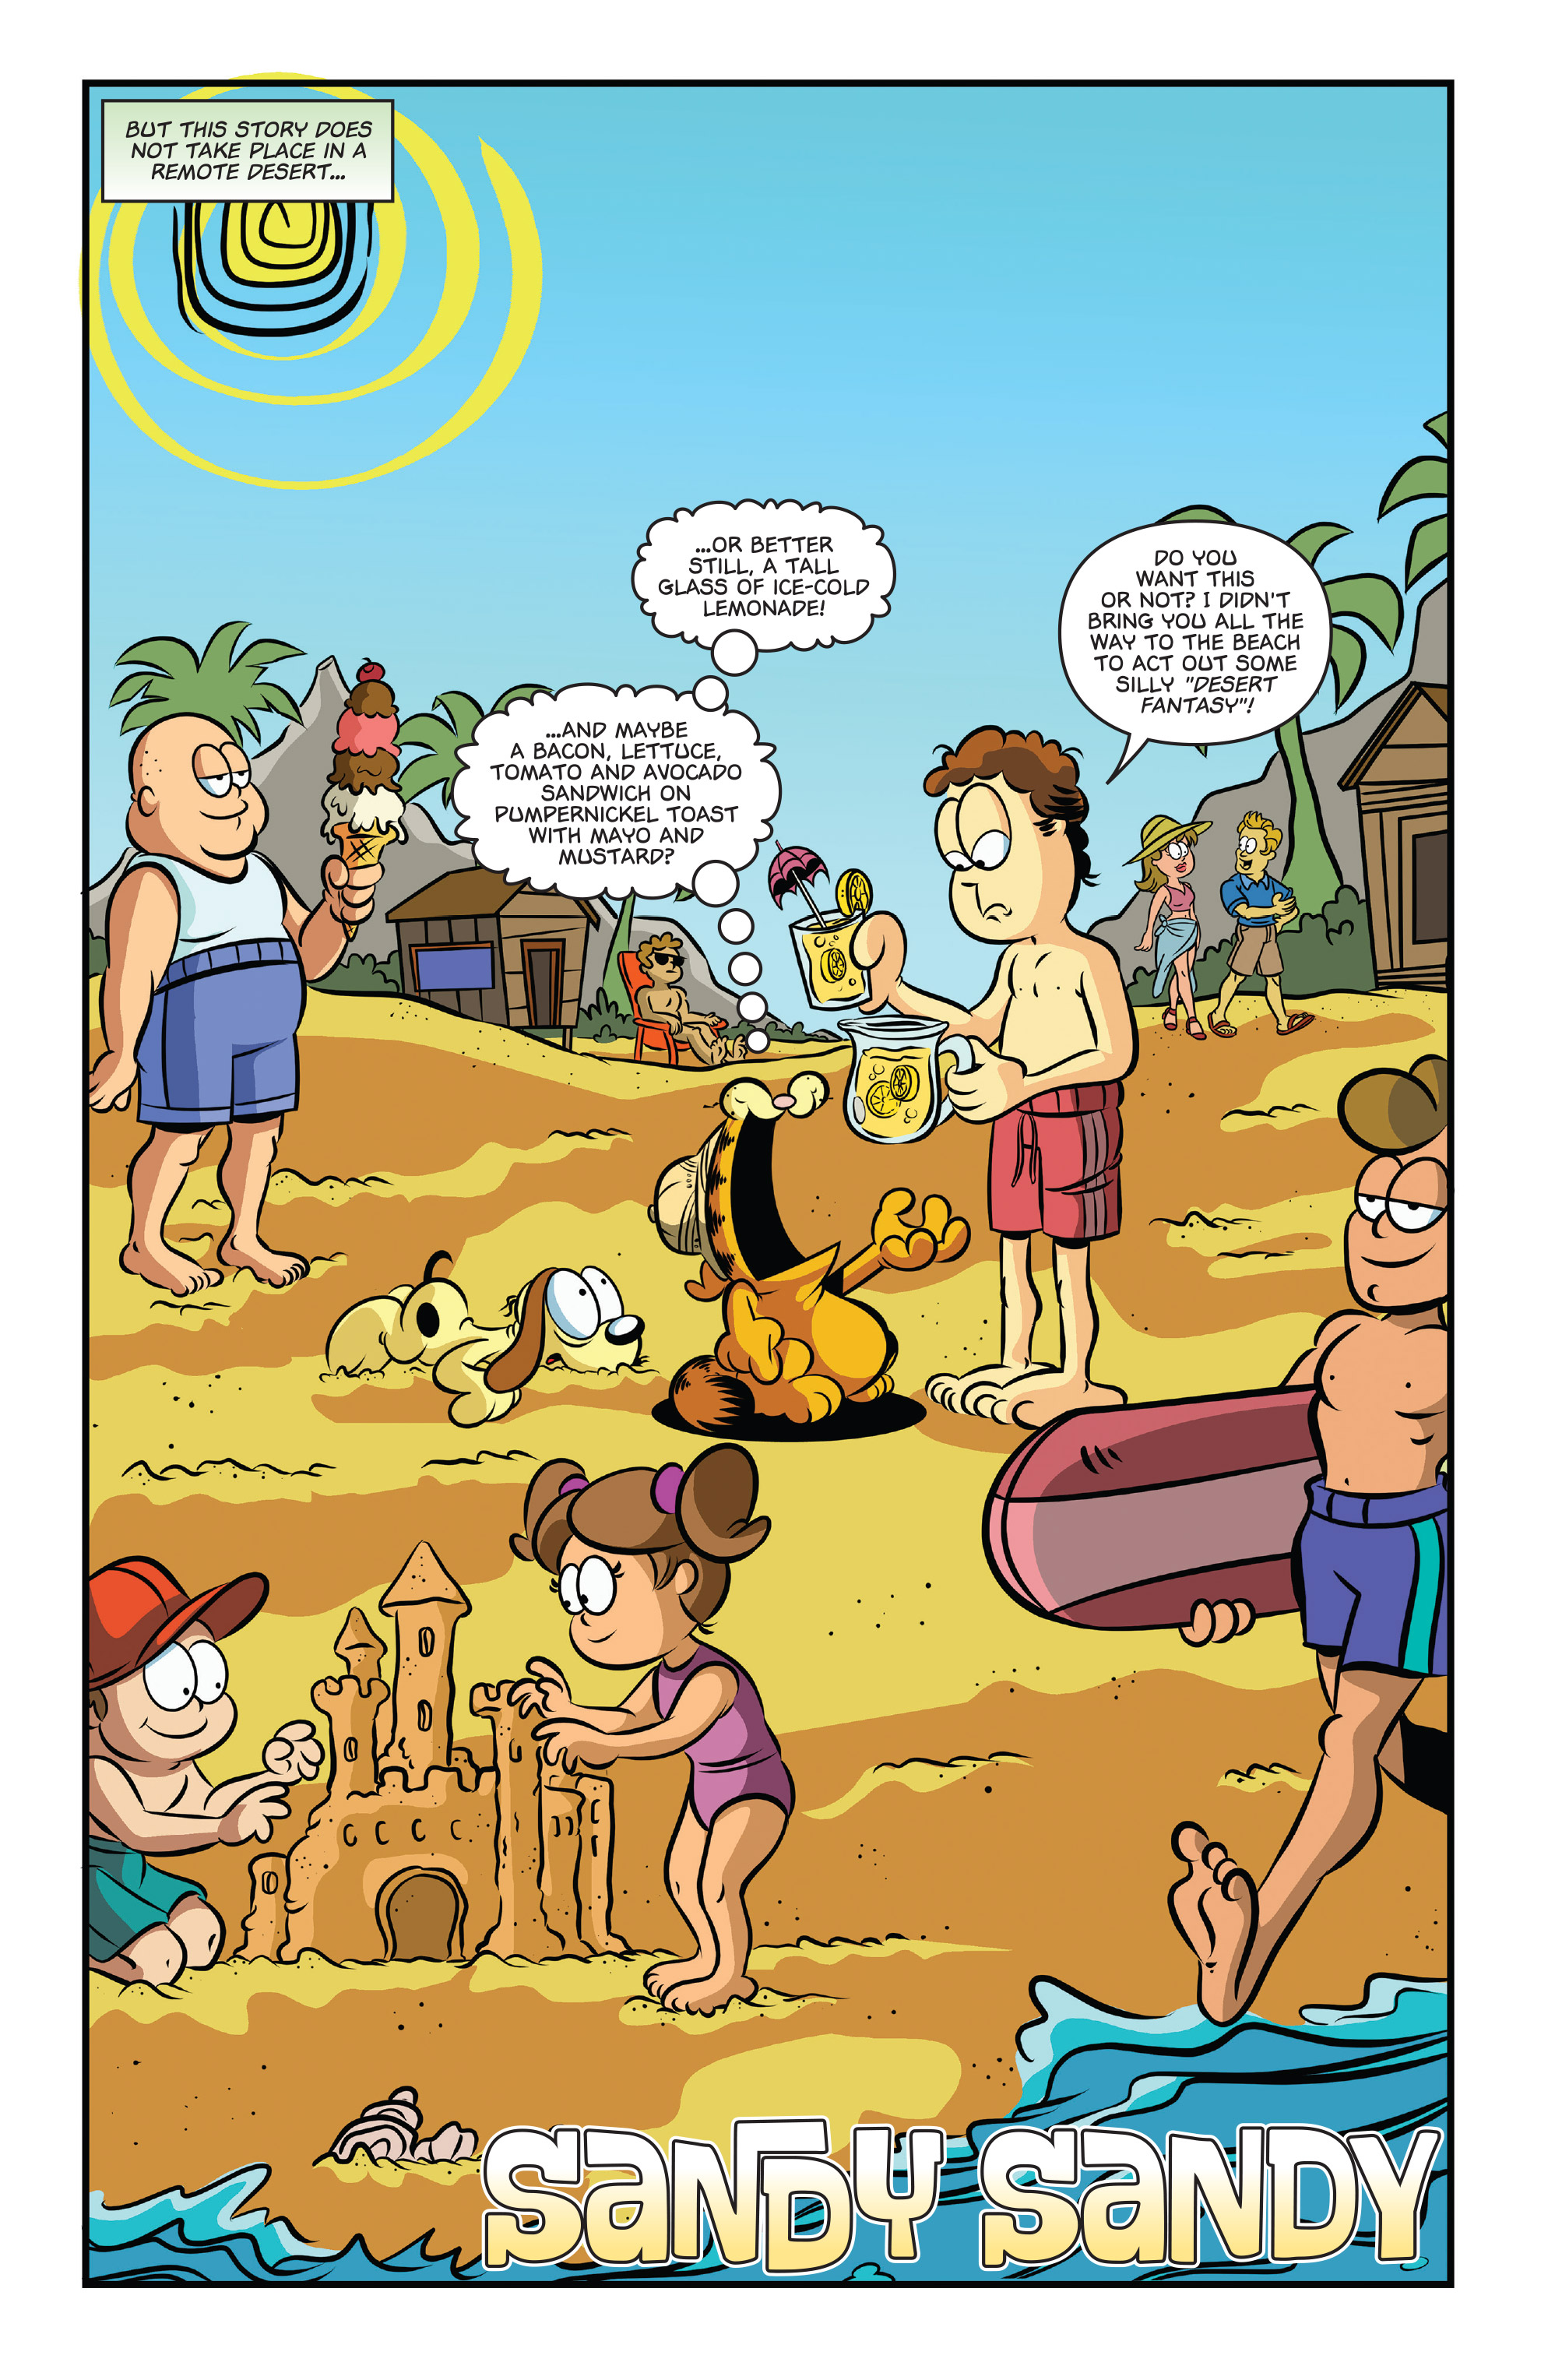 BUT THIS STORY DOES
NOT TAKE PLACE IN A
REMOTE DESERT...
...OR BETTER
STILL, A TALL
GLASS OF ICE-COLD
LEMONADE!
...AND MAYBE
A BACON, LETTUCE,
TOMATO AND AVOCADO
SANDWICH ON
PUMPERNICKEL TOAST
WITH MAYO AND
MUSTARD?
DO YOU
WANT THIS
OR NOT? I DIDN'T
BRING YOU ALL THE
WAY TO THE BEACH
TO ACT OUT SOME
SILLY "DESERT
FANTASY"!
SANDY SANDY